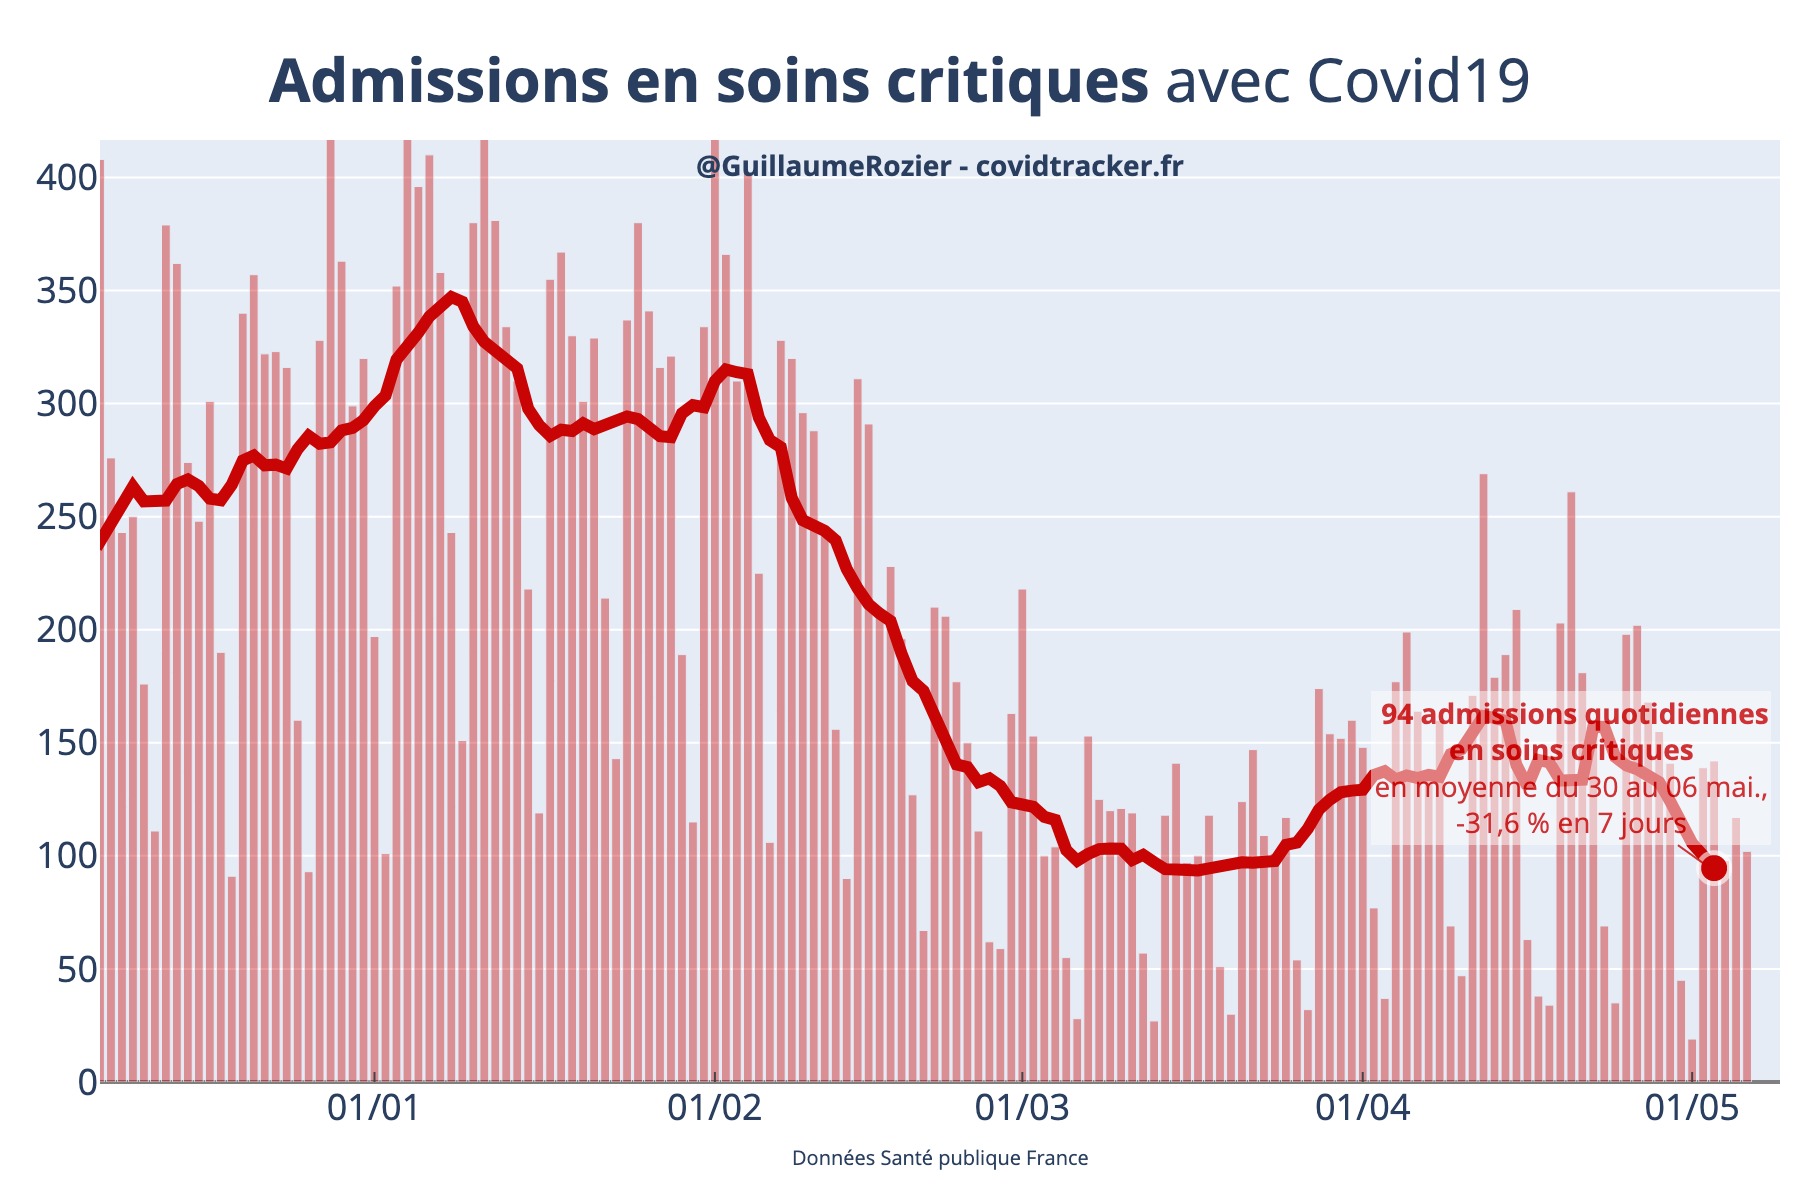 Admissions en soins critiques avec Covid19
@GuillaumeRozier - covidtracker.fr
400
350
300
250
200
150
100
50
0
94 admissions quotidiennes
en soins critiques
en moyenne du 30 au 06 mai.,
-31,6 % en 7 jours
01/01
01/02
01/03
01/04
01/05
Données Santé publique France